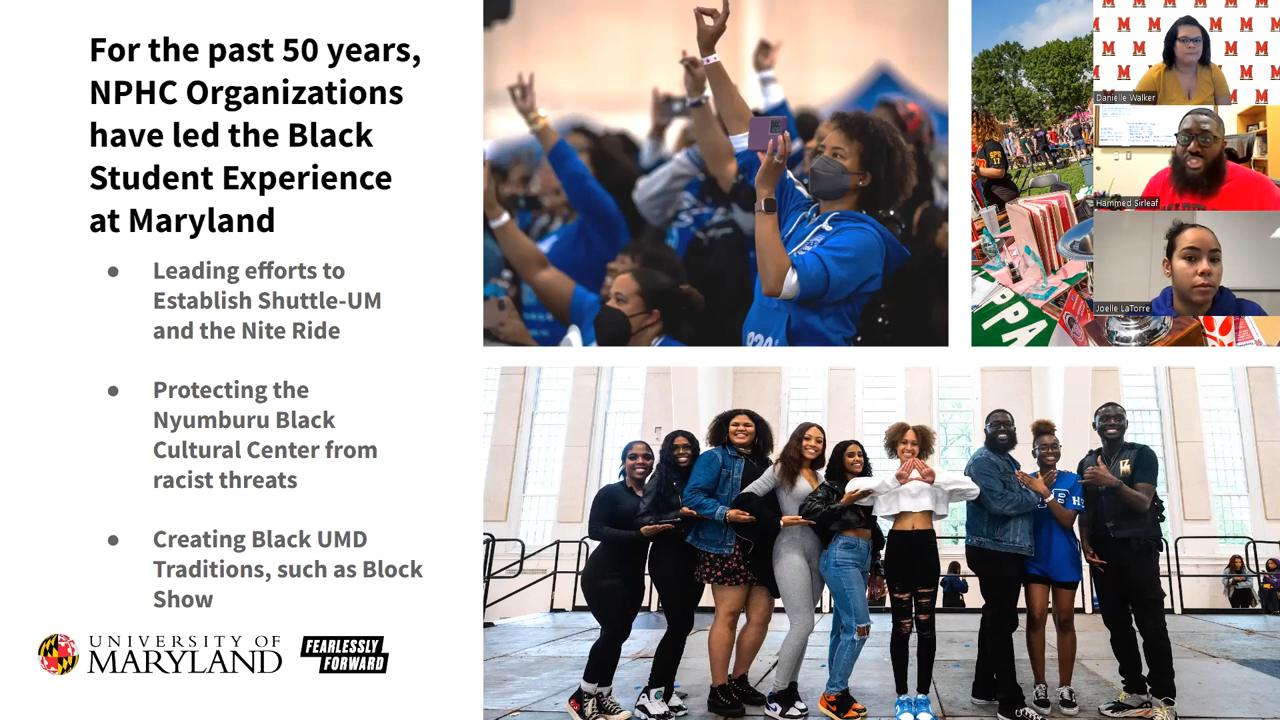 For the past 50 years,
NPHC Organizations
have led the Black
Student Experience
at Maryland
● Leading efforts to
Establish Shuttle-UM
and the Nite Ride
● Protecting the
Nyumburu Black
Cultural Center from
racist threats
● Creating Black UMD
Traditions, such as Block
Show
UNIVERSITY OF
MARYLAND
FEARLESSLY
FORWARD
Danielle Walker
Hammed Sirleaf
Joelle LaTorre
PPA